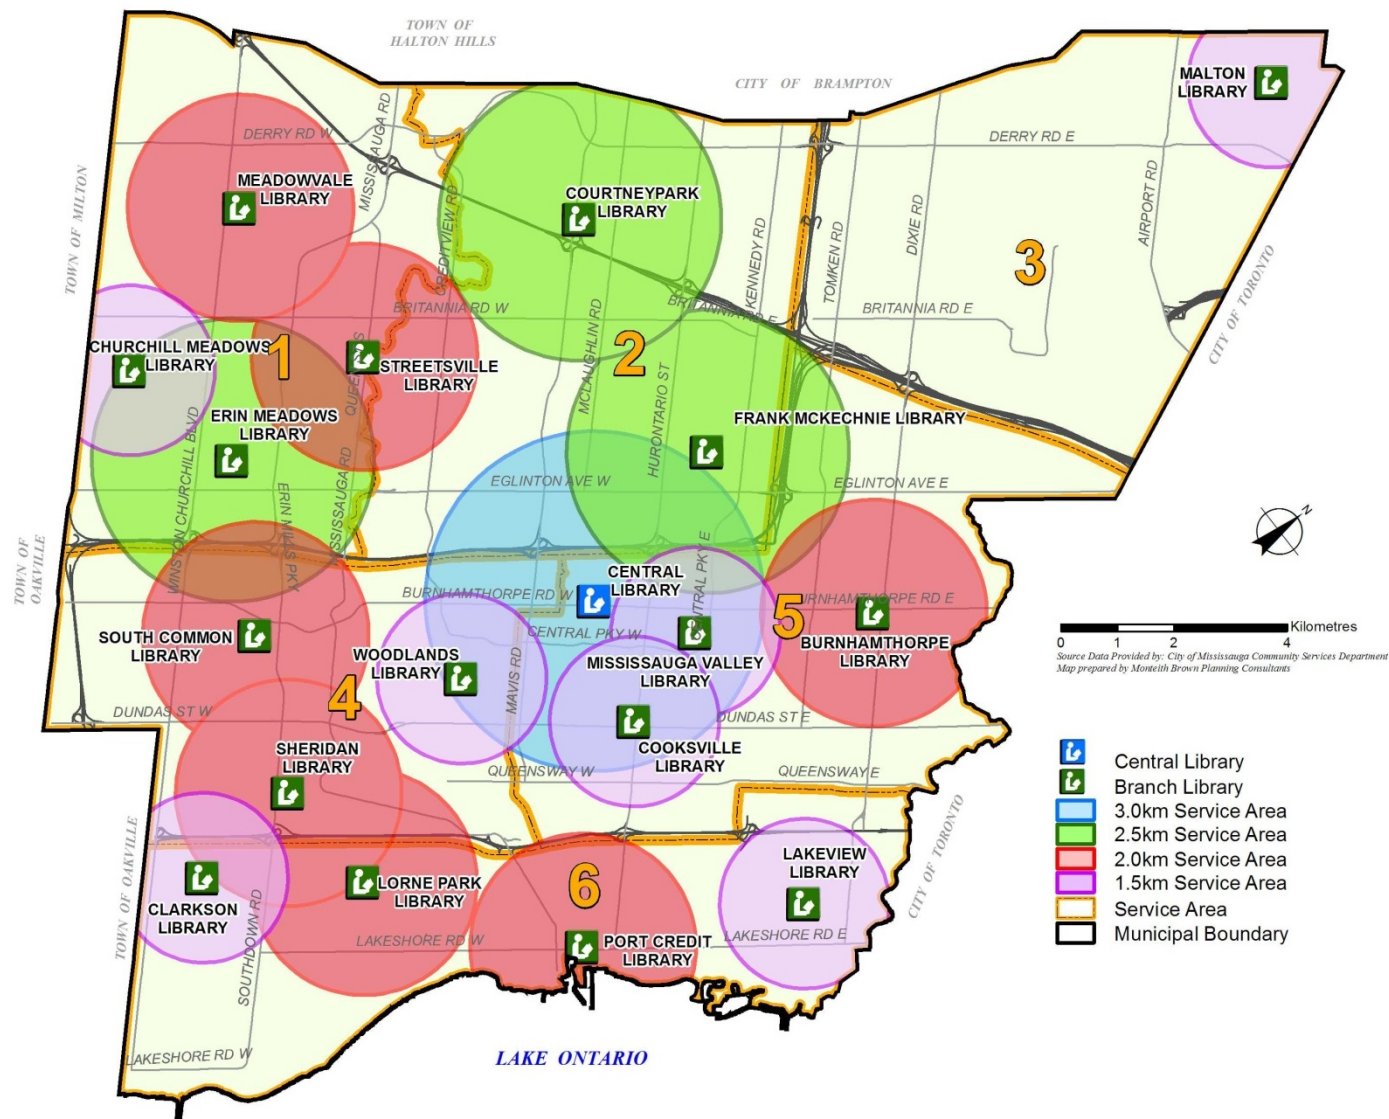 TOWN OF
HALTON HILLS
CITY OF BRAMPTON
MALTON
LIBRARY
DERRY RD W
MISSISSAUGA RD
DERRY RD E
MEADOWVALE
LIBRARY
COURTNEYPARK
LIBRARY
CREDITVIEW RD
KENNEDY RD
TOMKEN RD
DIXIE RD
AIRPORT RD
TOWN OF MILTON
3
CITY OF TORONTO
BRITANNIA RD W
BRITANNIA RD E
BRITANNIA RD E
CHURCHILL MEADOWS
LIBRARY
1
STREETSVILLE
LIBRARY
QUEEN S
2
MCLAUGHLIN RD
HURONTARIO ST
ERIN MEADOWS
LIBRARY
FRANK MCKECHNIE LIBRARY
WINSTON CHURCHILL BLVD
ERIN MILLS PKY
ISSISSAUGA RD
EGLINTON AVE W
EGLINTON AVE E
TOWN OF
OAKVILLE
N
CENTRAL
LIBRARY
BURNHAMTHORPE RD W
NTRAL PKY E
5
URNHAMTHORPE RD E
BURNHAMTHORPE
LIBRARY
SOUTH COMMON
LIBRARY
CENTRAL PKY W
WOODLANDS
LIBRARY
MISSISSAUGA VALLEY
LIBRARY
0 1 2 4 Kilometres
Source Data Provided by: City of Mississauga Community Services Department
Map prepared by Monteith Brown Planning Consultants
MAVIS RD
4
DUNDAS ST W
DUNDAS ST E
COOKSVILLE
LIBRARY
SHERIDAN
LIBRARY
QUEENSWAY W
QUEENSWAY E
Central Library
Branch Library
3.0km Service Area
2.5km Service Area
2.0km Service Area
1.5km Service Area
Service Area
Municipal Boundary
TOWN OF OAKVILLE
CITY OF TORONTO
LAKEVIEW
LIBRARY
CLARKSON
LIBRARY
LORNE PARK
LIBRARY
6
SOUTHDOWN RD
LAKESHORE RD W
PORT CREDIT
LIBRARY
LAKESHORE RD E
LAKESHORE RD W
LAKE ONTARIO